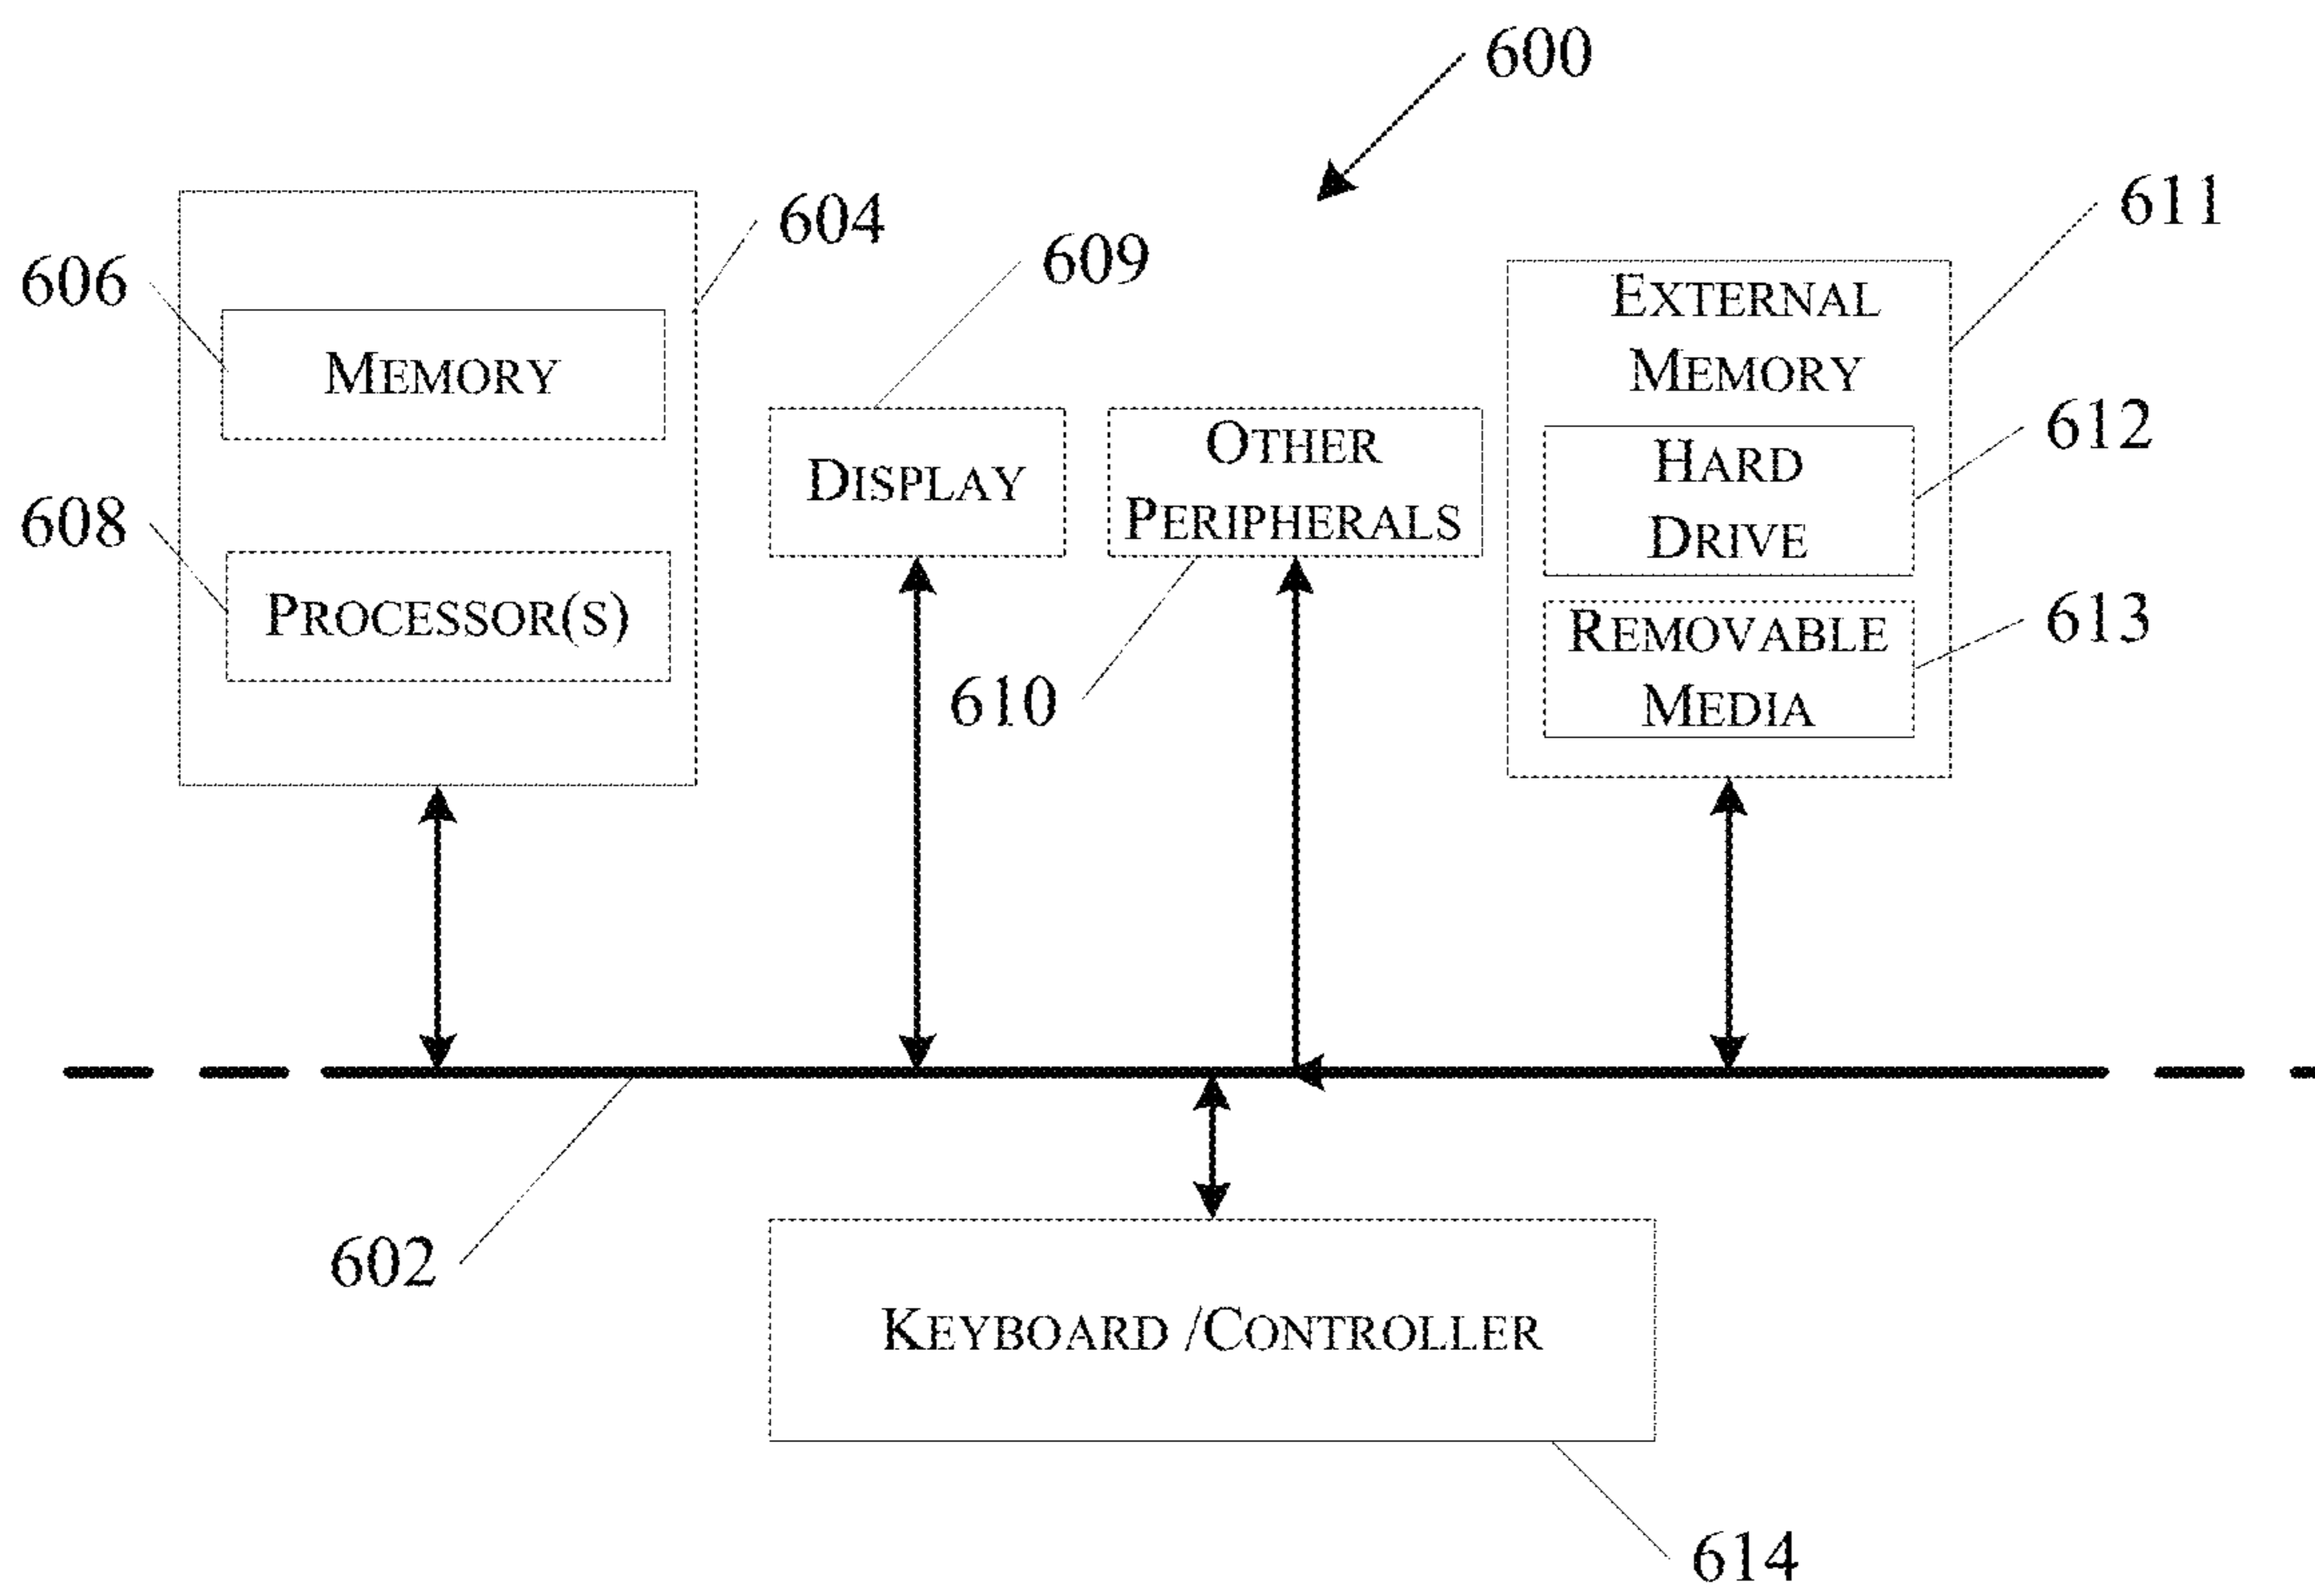 600
604
611
606
609
EXTERNAL
MEMORY
MEMORY
612
DISPLAY
OTHER
PERIPHERALS
HARD
DRIVE
608
PROCESSOR(S)
613
REMOVABLE
MEDIA
610
602
KEYBOARD /CONTROLLER
614